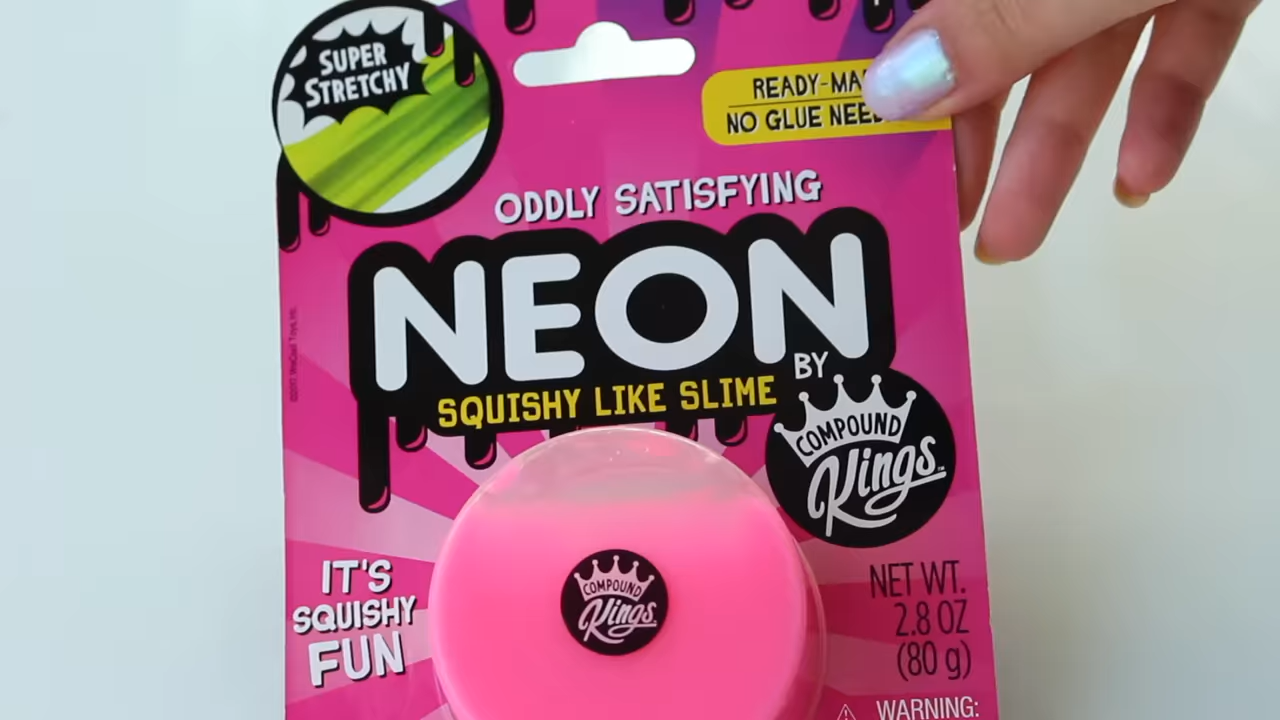 SUPER
STRETCHY
READY-MA
NO GLUE NEE
ODDLY SATISFYING
NEON
BY
SQUISHY LIKE SLIME
COMPOUND
Kings
COMPOUND
Kings
IT'S
SQUISHY
FUN
NET WT.
2.8 OZ
(80 g)
WARNING: